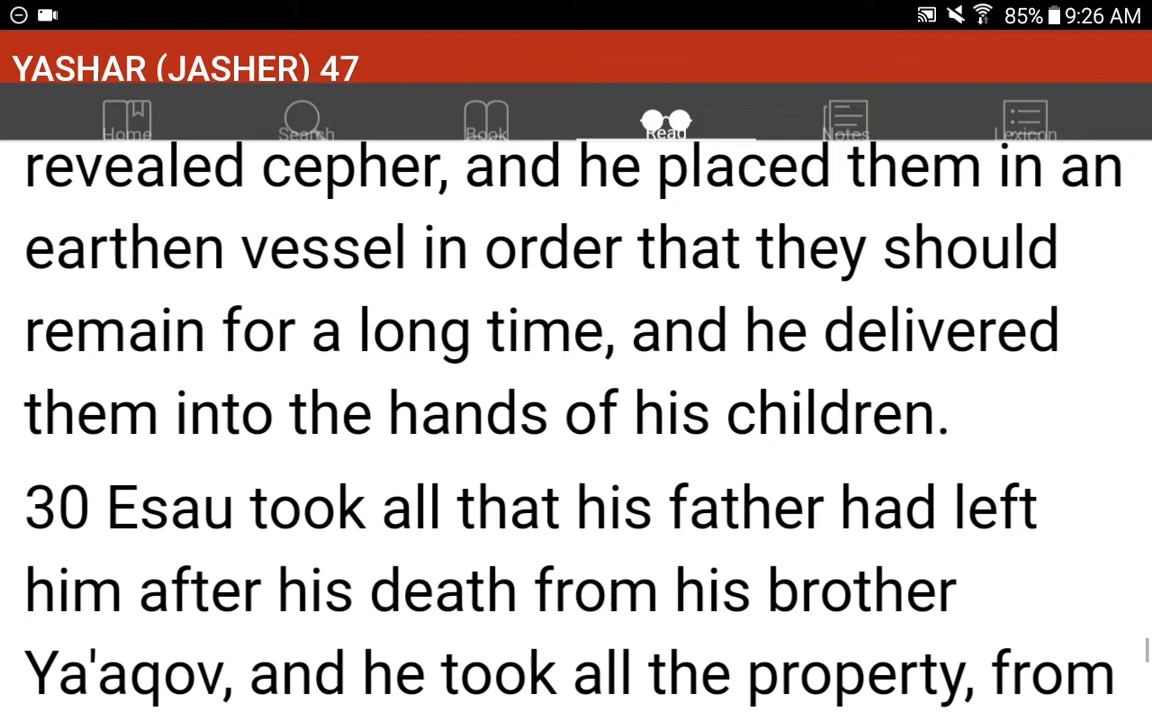 85% 9:26 AM
YASHAR (JASHER) 47
Home Search Book Read Notes Lexicon
revealed cepher, and he placed them in an
earthen vessel in order that they should
remain for a long time, and he delivered
them into the hands of his children.
30 Esau took all that his father had left
him after his death from his brother
Ya'aqov, and he took all the property, from